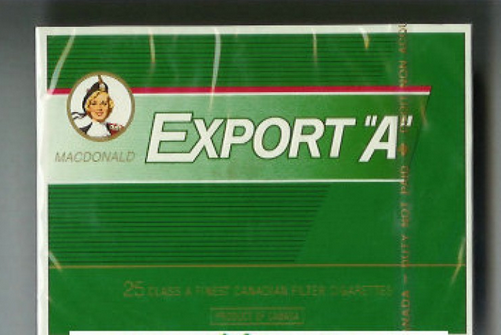 MACDONALD
EXPORT "A"
25 CLASS A FINEST CANADIAN FILTER CIGARETTES
PRODUCT OF CANADA